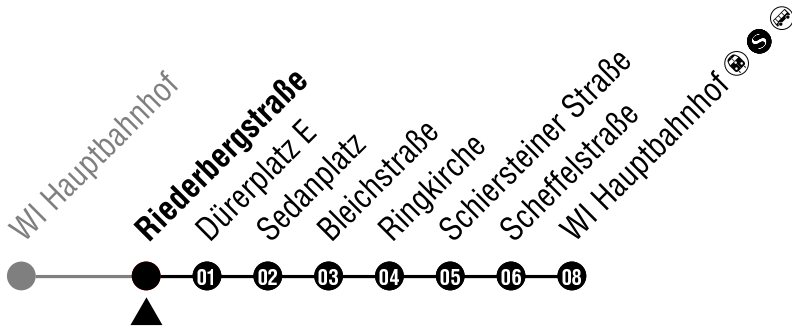 WI Hauptbahnhof
Riederbergstraße
Dürerplatz E
Sedanplatz
Bleichstraße
Ringkirche
Schiersteiner Straße
Scheffelstraße
WI Hauptbahnhof S
01 02 03 04 05 06 08